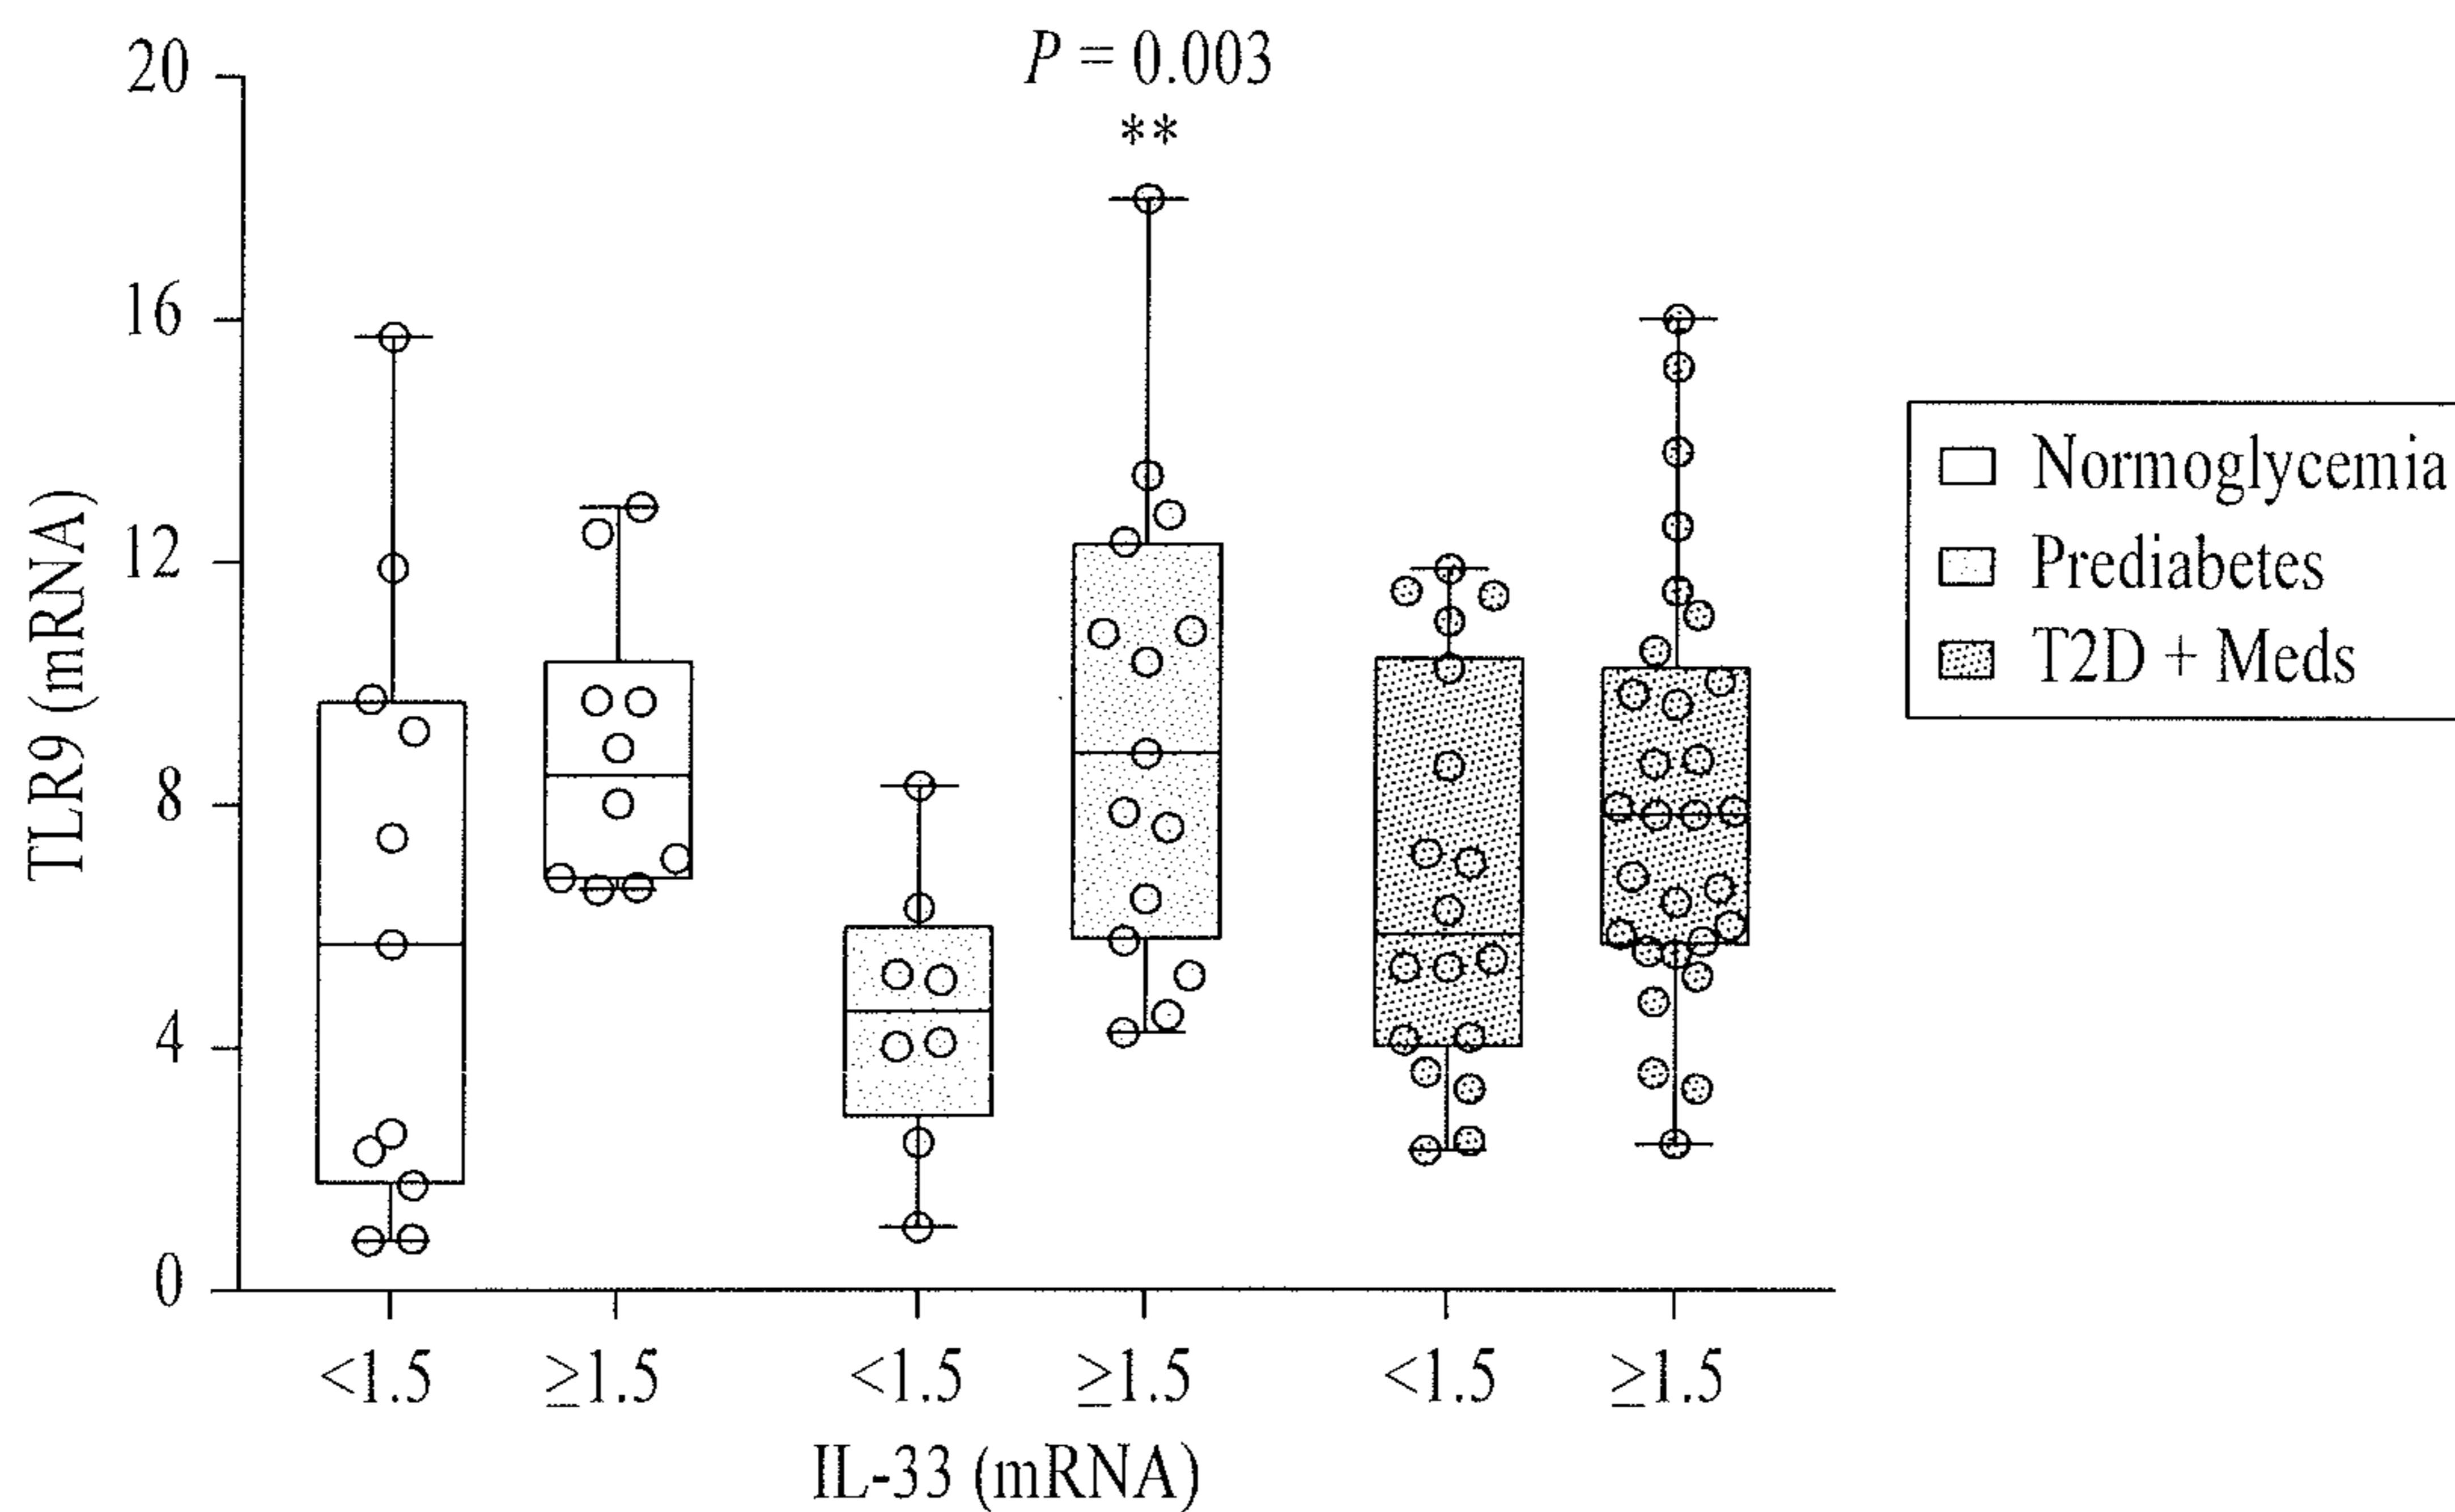 P = 0.003
**
20
16
12
8
4
0
TLR9 (mRNA)
<1.5 ≥1.5 <1.5 ≥1.5 <1.5 ≥1.5
IL-33 (mRNA)
Normoglycemia
Prediabetes
T2D + Meds